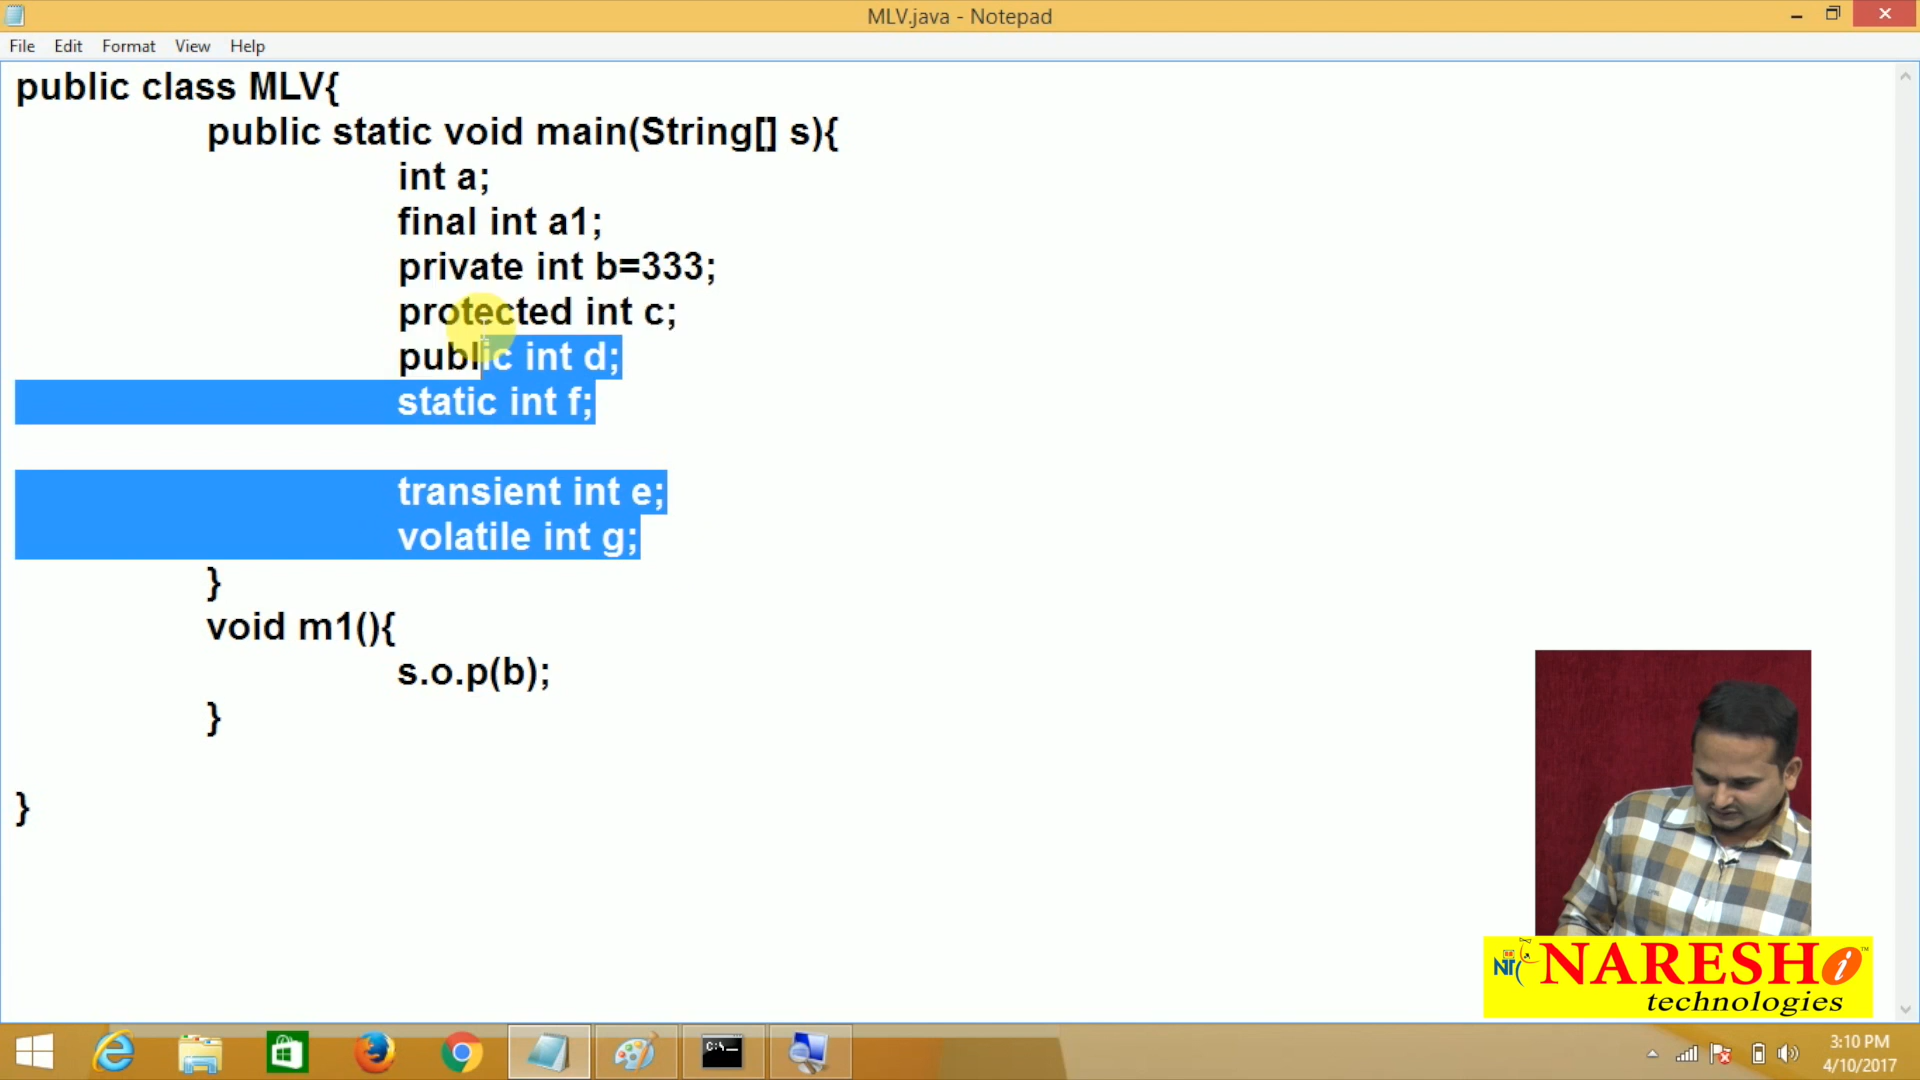 MLV.java - Notepad
File Edit Format View Help
public class MLV{
public static void main(String[] s){
int a;
final int a1;
private int b=333;
protected int c;
public int d;
static int f;
transient int e;
volatile int g;
}
void m1(){
s.o.p(b);
}
}
NARESH i ™
technologies
C:\_
3:10 PM
4/10/2017